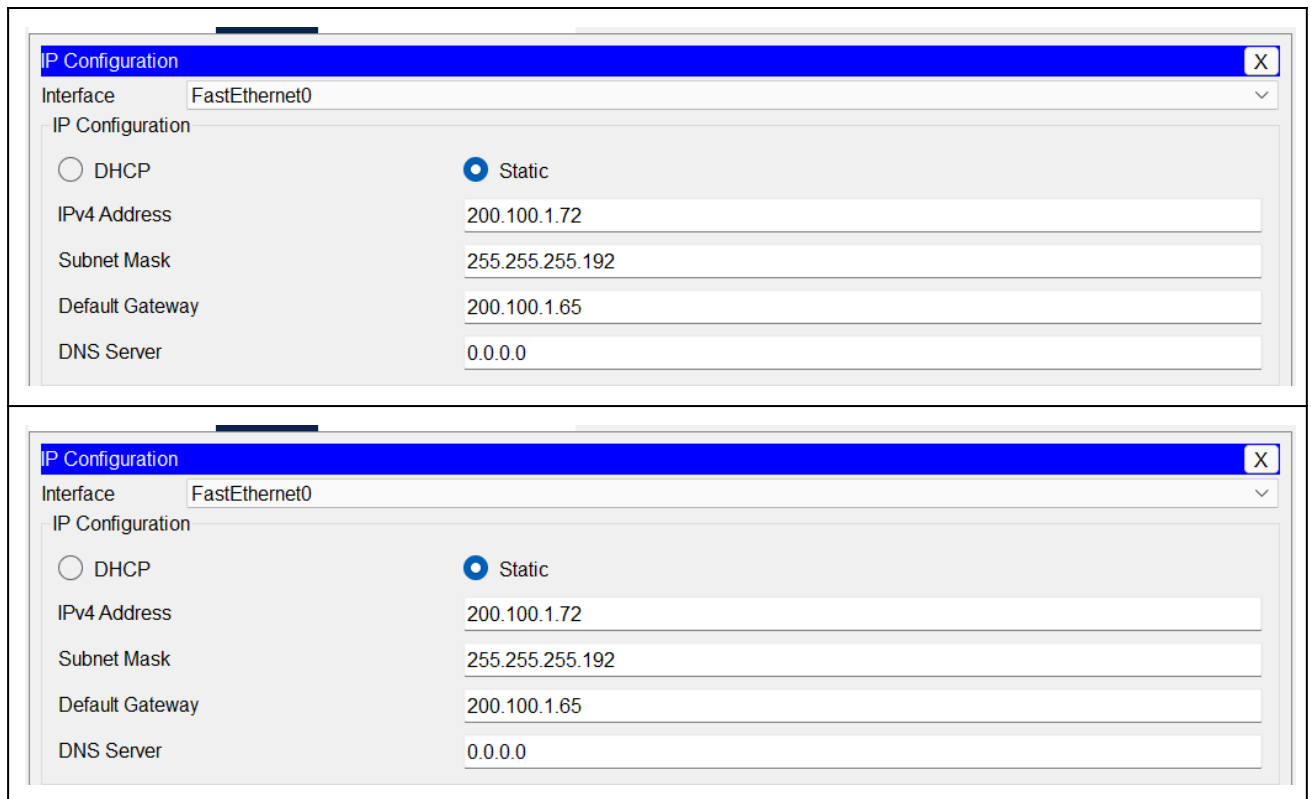 IP Configuration X
Interface FastEthernet0
IP Configuration
DHCP Static
IPv4 Address 200.100.1.72
Subnet Mask 255.255.255.192
Default Gateway 200.100.1.65
DNS Server 0.0.0.0
IP Configuration X
Interface FastEthernet0
IP Configuration
DHCP Static
IPv4 Address 200.100.1.72
Subnet Mask 255.255.255.192
Default Gateway 200.100.1.65
DNS Server 0.0.0.0